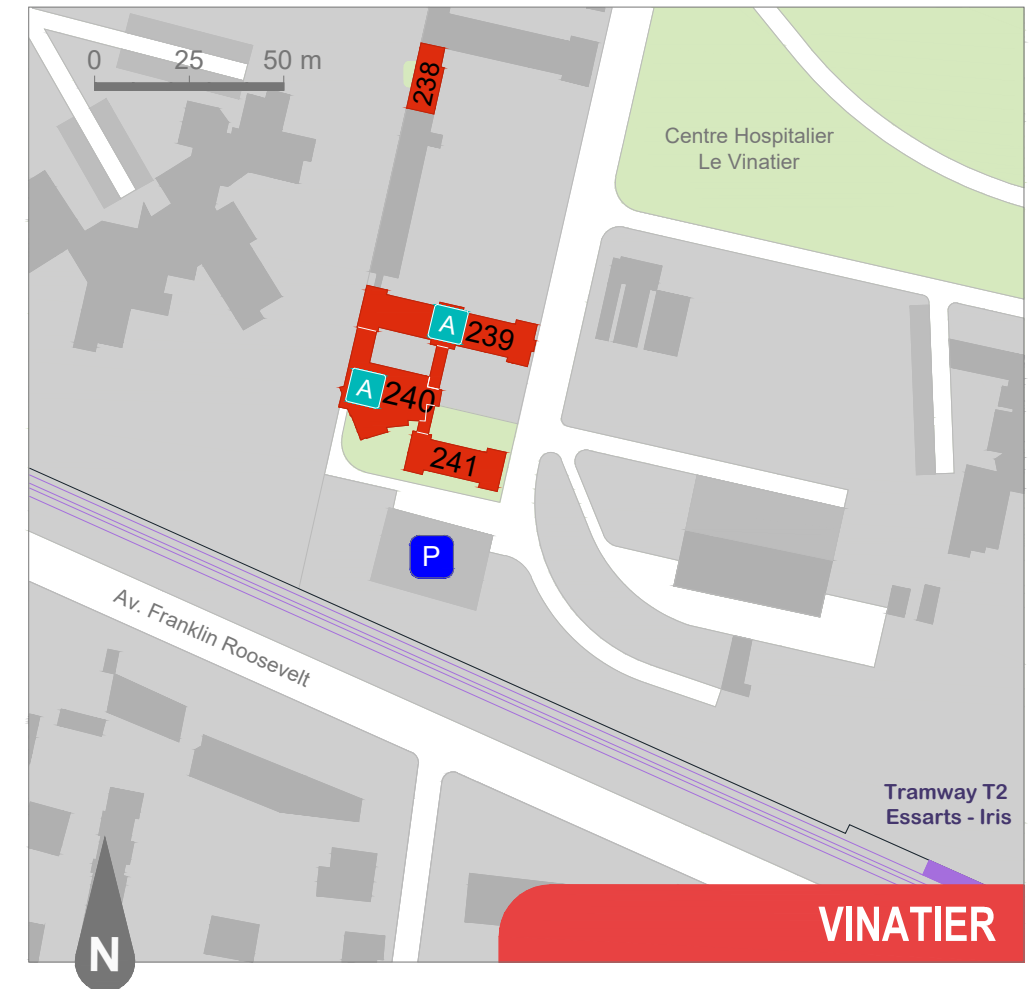 0 25 50 m
238
Centre Hospitalier
Le Vinatier
A 239
A 240
241
P
Av. Franklin Roosevelt
Tramway T2
Essarts - Iris
VINATIER
N